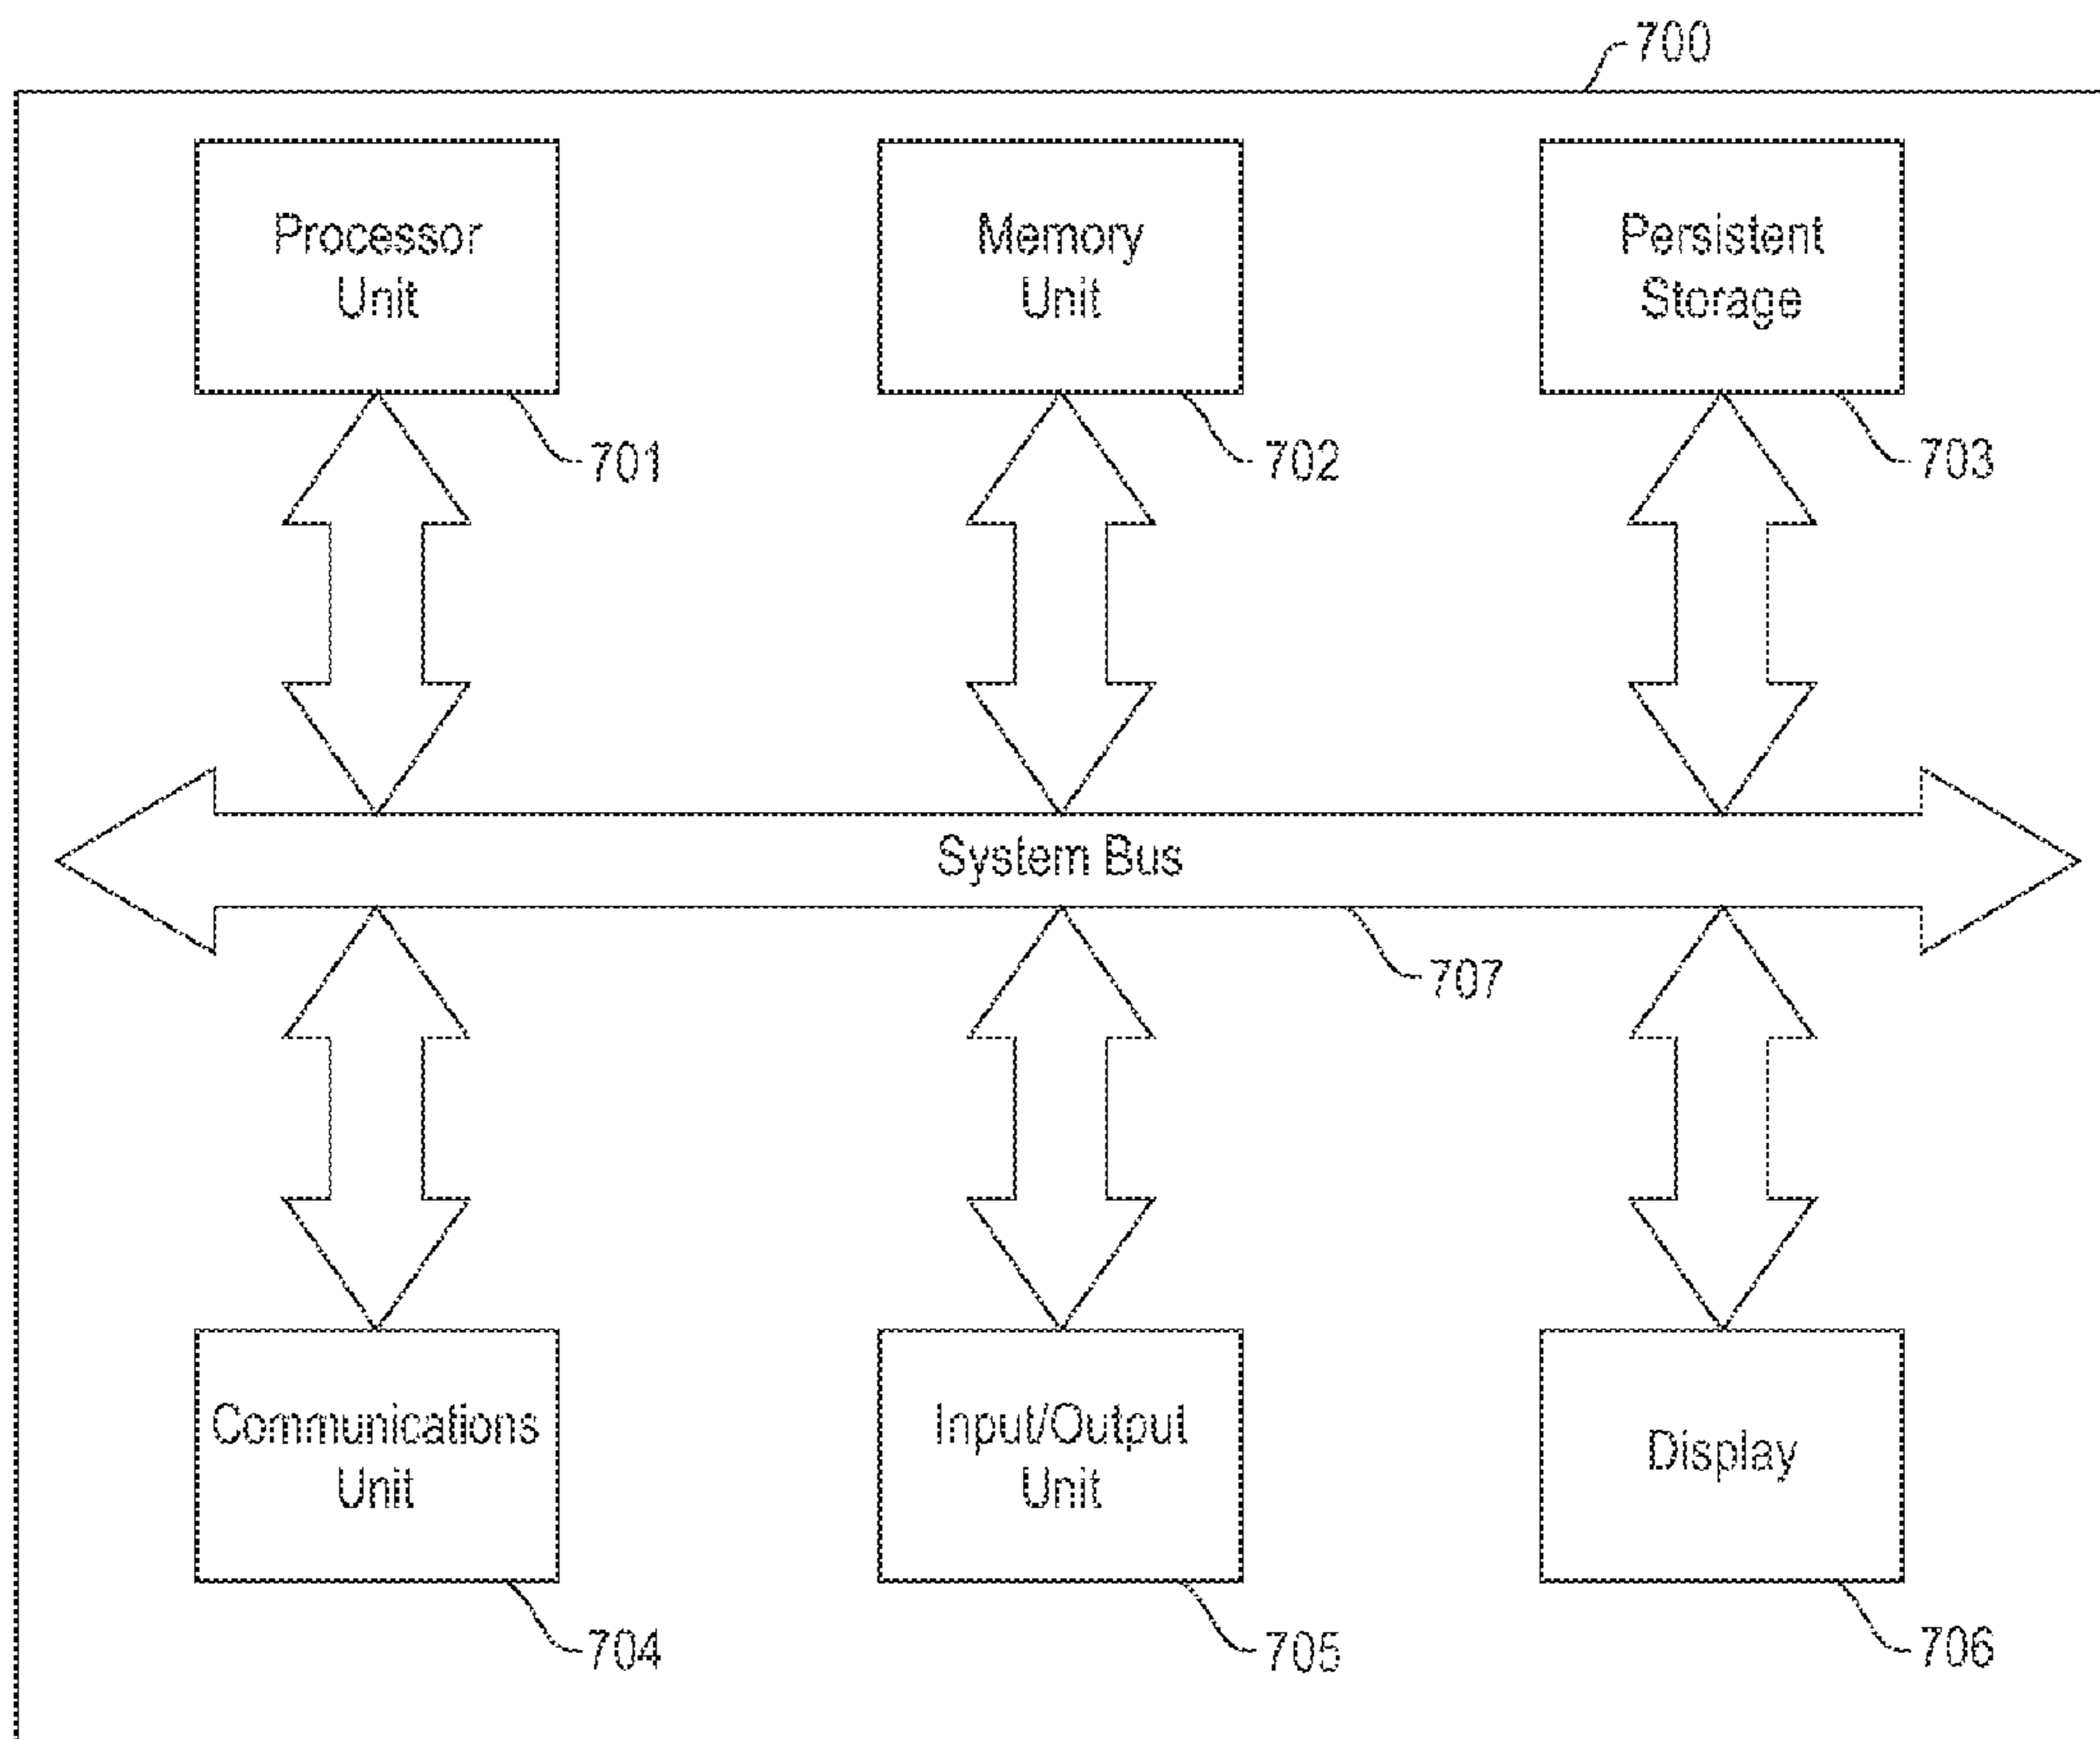 700
Processor
Unit
701
Memory
Unit
702
Persistent
Storage
703
System Bus
707
Communications
Unit
704
Input/Output
Unit
705
Display
706